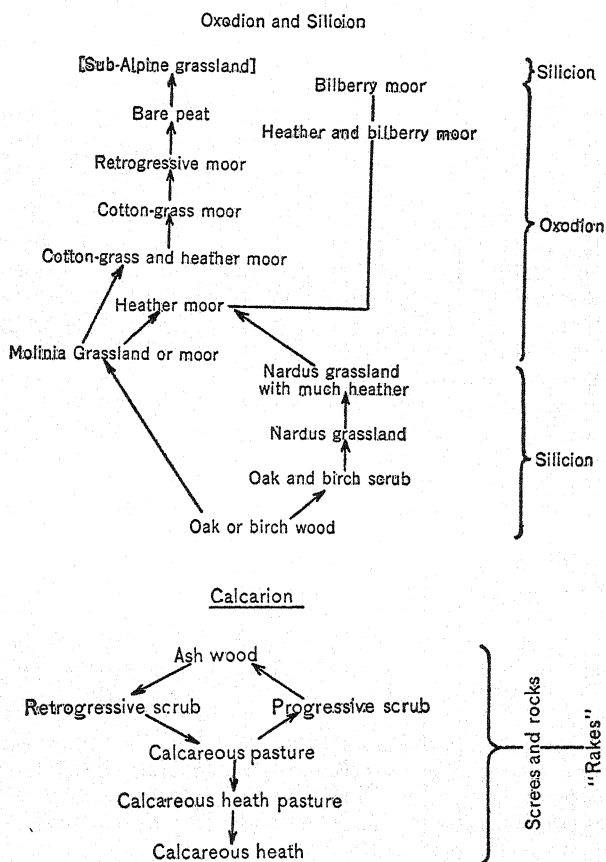 Oxodion and Silicion
[Sub-Alpine grassland]
Silicion
Bilberry moor
Bare peat
Heather and bilberry moor
Retrogressive moor
Cotton-grass moor
Oxodion
Cotton-grass and heather moor
Heather moor
Molinia Grassland or moor
Nardus grassland
with much heather
Nardus grassland
Silicion
Oak and birch scrub
Oak or birch wood
Calcarion
Ash wood
Retrogressive scrub
Progressive scrub
Calcareous pasture
Calcareous heath pasture
Calcareous heath
Screes and rocks
"Rakes"